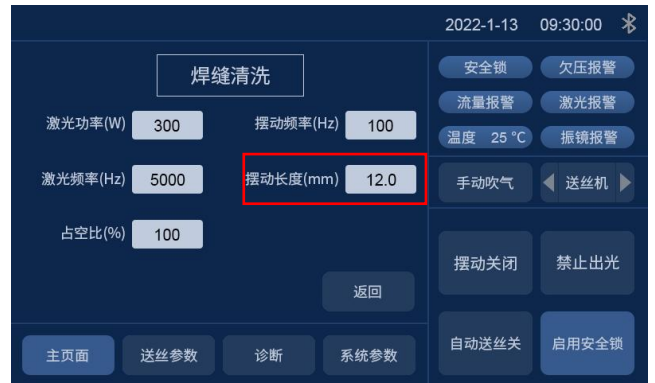 2022-1-13 09:30:00
焊缝清洗
激光功率(W) 300
摆动频率(Hz) 100
激光频率(Hz) 5000
摆动长度(mm) 12.0
占空比(%) 100
返回
主页面 送丝参数 诊断 系统参数
安全锁 欠压报警
流量报警 激光报警
温度 25 ℃ 振镜报警
手动吹气 送丝机
摆动关闭 禁止出光
自动送丝关 启用安全锁